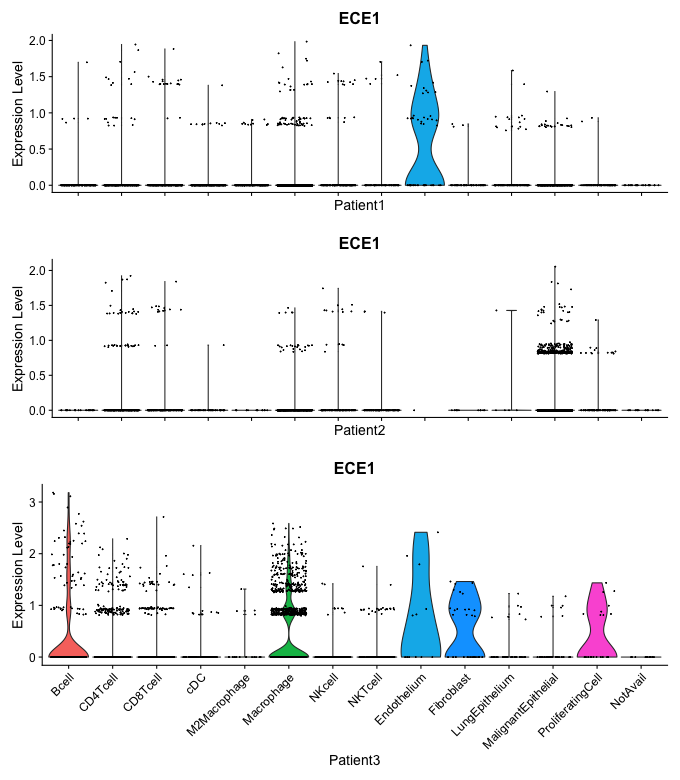 ECE1
Expression Level
2.0
1.5
1.0
0.5
0.0
Patient1
ECE1
Expression Level
2.0
1.5
1.0
0.5
0.0
Patient2
ECE1
Expression Level
3
2
1
0
Bcell
CD4Tcell
CD8Tcell
cDC
M2Macrophage
Macrophage
NKcell
NKTcell
Endothelium
Fibroblast
LungEpithelium
MalignantEpithelial
ProliferatingCell
NotAvail
Patient3